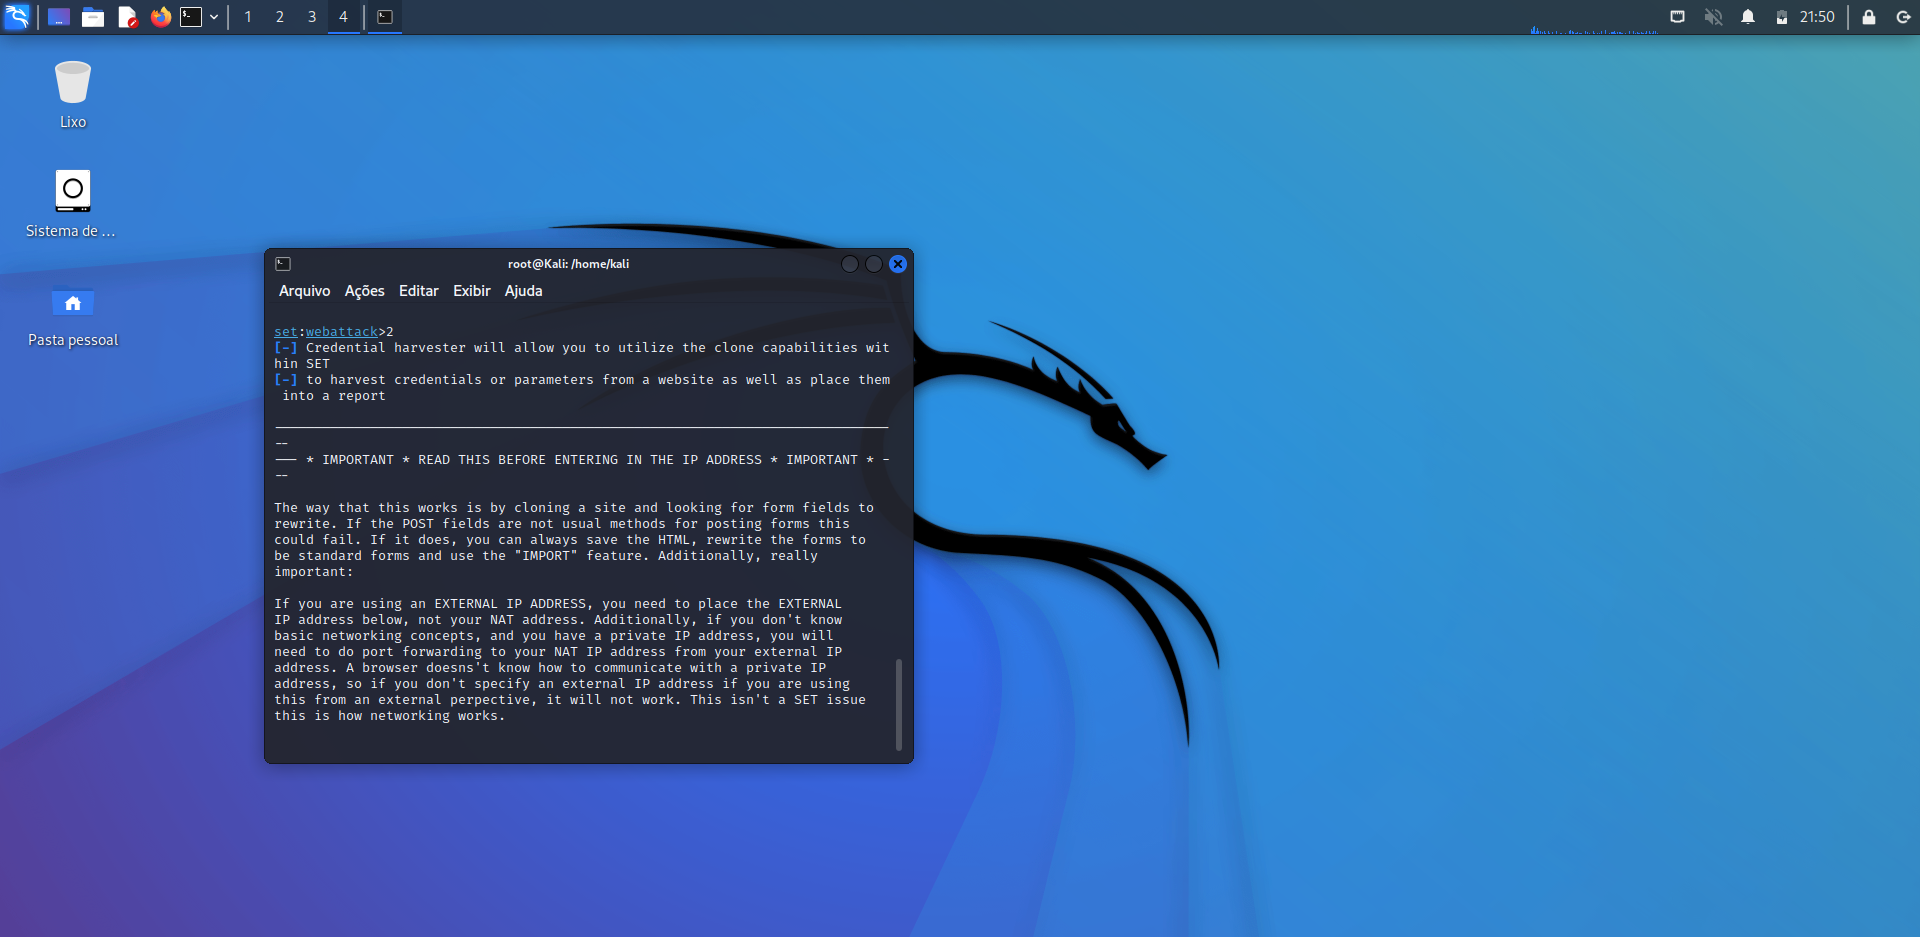 1 2 3 4 21:50
Lixo
Sistema de ...
Pasta pessoal
root@Kali: /home/kali
Arquivo Ações Editar Exibir Ajuda
set:webattack>2
[-] Credential harvester will allow you to utilize the clone capabilities wit
hin SET
[-] to harvest credentials or parameters from a website as well as place them
 into a report
--
--- * IMPORTANT * READ THIS BEFORE ENTERING IN THE IP ADDRESS * IMPORTANT * -
--
The way that this works is by cloning a site and looking for form fields to
rewrite. If the POST fields are not usual methods for posting forms this
could fail. If it does, you can always save the HTML, rewrite the forms to
be standard forms and use the "IMPORT" feature. Additionally, really
important:
If you are using an EXTERNAL IP ADDRESS, you need to place the EXTERNAL
IP address below, not your NAT address. Additionally, if you don't know
basic networking concepts, and you have a private IP address, you will
need to do port forwarding to your NAT IP address from your external IP
address. A browser doesns't know how to communicate with a private IP
address, so if you don't specify an external IP address if you are using
this from an external perpective, it will not work. This isn't a SET issue
this is how networking works.